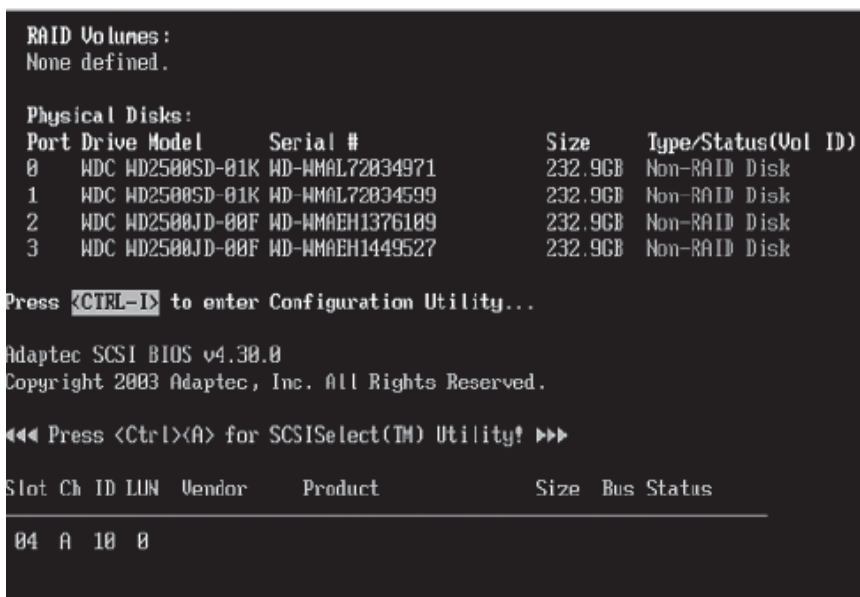 RAID Volumes:
None defined.
Physical Disks:
Port Drive Model Serial # Size Type/Status(Vol ID)
0 WDC WD2500SD-01K WD-WMAL72034971 232.9GB Non-RAID Disk
1 WDC WD2500SD-01K WD-WMAL72034599 232.9GB Non-RAID Disk
2 WDC WD2500JD-00F WD-WMAEH1376109 232.9GB Non-RAID Disk
3 WDC WD2500JD-00F WD-WMAEH1449527 232.9GB Non-RAID Disk
Press <CTRL-I> to enter Configuration Utility...
Adaptec SCSI BIOS v4.30.0
Copyright 2003 Adaptec, Inc. All Rights Reserved.
◄◄◄ Press <Ctrl><A> for SCSISelect(TM) Utility! ►►►
Slot Ch ID LUN Vendor Product Size Bus Status
04 A 10 0